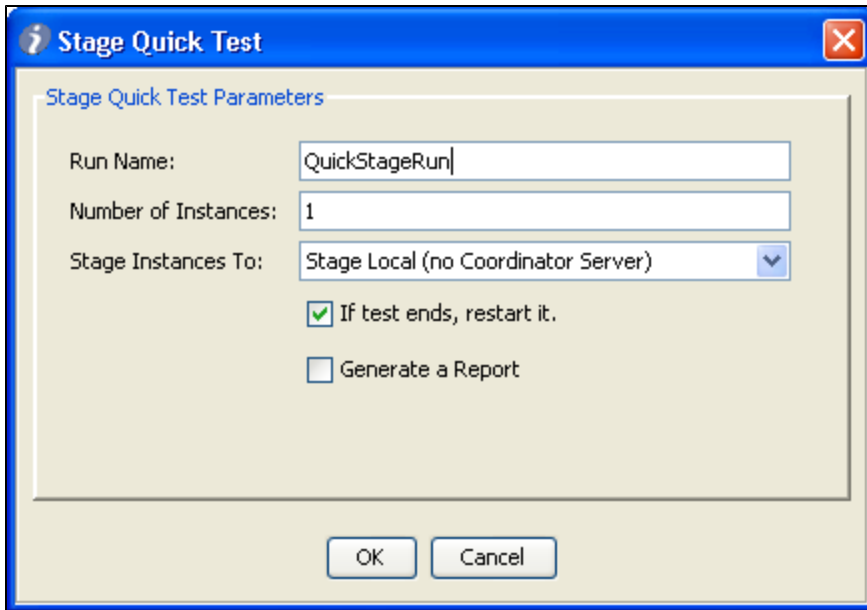 Stage Quick Test
Stage Quick Test Parameters
Run Name: QuickStageRun
Number of Instances: 1
Stage Instances To: Stage Local (no Coordinator Server)
If test ends, restart it.
Generate a Report
OK Cancel